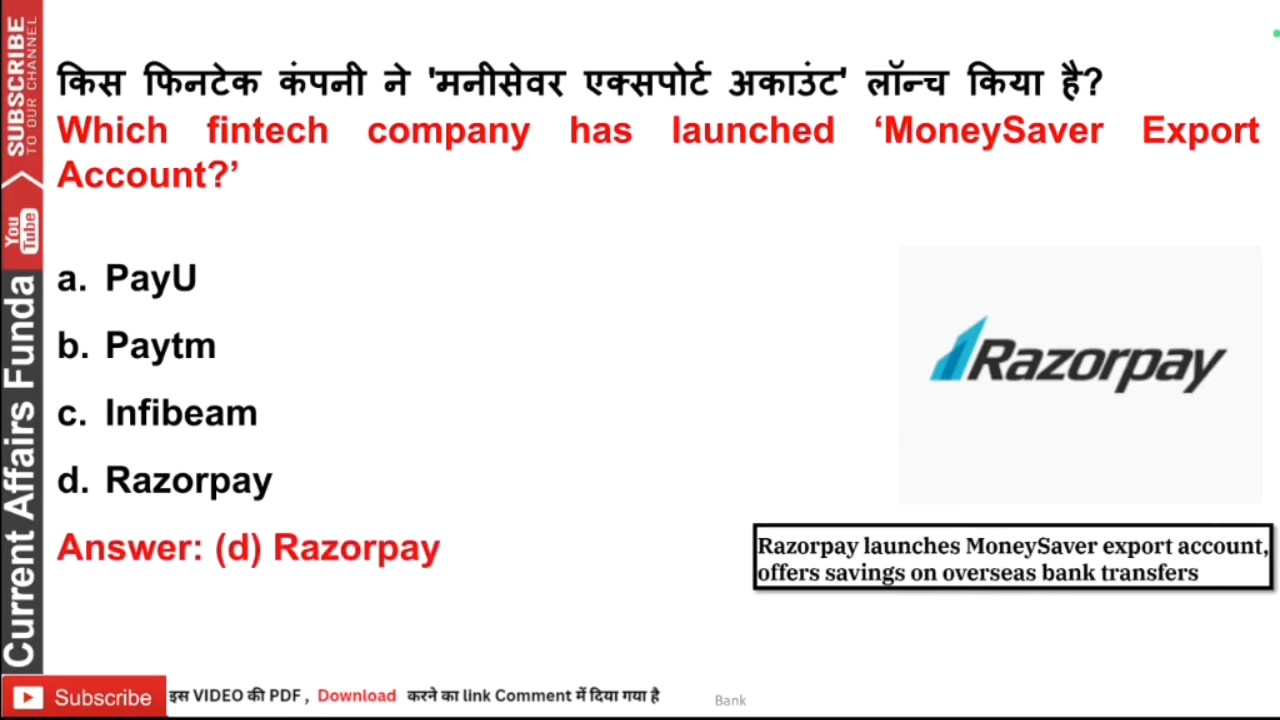 किस फिनटेक कंपनी ने 'मनीसेवर एक्सपोर्ट अकाउंट' लॉन्च किया है?
Which fintech company has launched ‘MoneySaver Export
Account?’
a. PayU
b. Paytm
c. Infibeam
d. Razorpay
Answer: (d) Razorpay
Razorpay
Razorpay launches MoneySaver export account,
offers savings on overseas bank transfers
SUBSCRIBE
TO OUR CHANNEL
You
Tube
Current Affairs Funda
Subscribe
इस VIDEO की PDF , Download करने का link Comment में दिया गया है
Bank